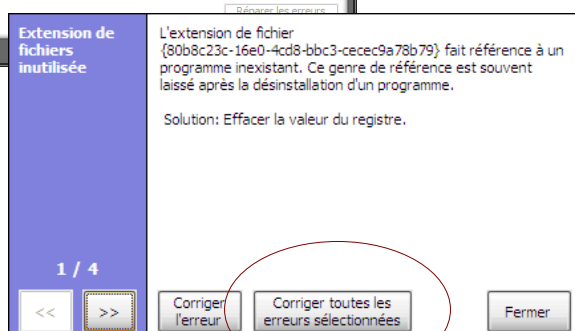 Réparer les erreurs
Extension de
fichiers
inutilisée
L'extension de fichier
{80b8c23c-16e0-4cd8-bbc3-cecec9a78b79} fait référence à un
programme inexistant. Ce genre de référence est souvent
laissé après la désinstallation d'un programme.
Solution: Effacer la valeur du registre.
1 / 4
<<
>>
Corriger
l'erreur
Corriger toutes les
erreurs sélectionnées
Fermer